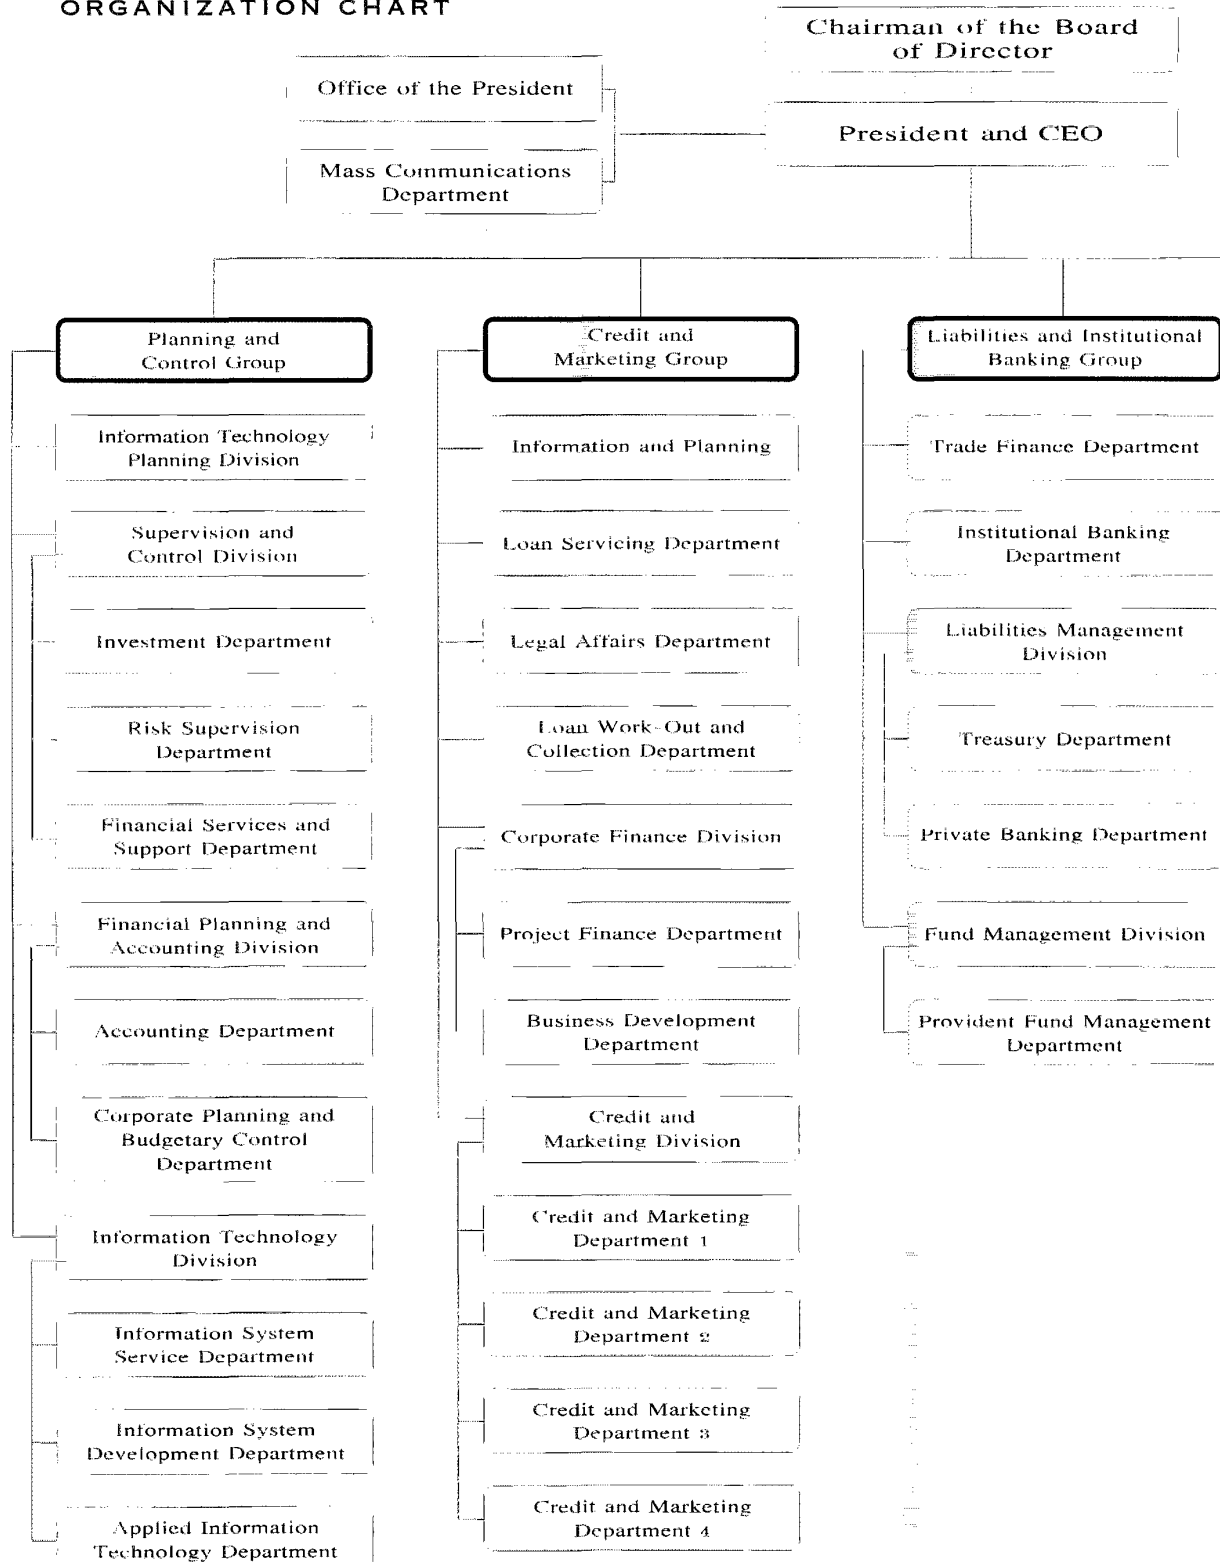 ORGANIZATION CHART
Chairman of the Board
of Director
Office of the President
President and CEO
Mass Communications
Department
Planning and
Control Group
Information Technology
Planning Division
Supervision and
Control Division
Investment Department
Risk Supervision
Department
Financial Services and
Support Department
Financial Planning and
Accounting Division
Accounting Department
Corporate Planning and
Budgetary Control
Department
Information Technology
Division
Information System
Service Department
Information System
Development Department
Applied Information
Technology Department
Credit and
Marketing Group
Information and Planning
Loan Servicing Department
Legal Affairs Department
Loan Work-Out and
Collection Department
Corporate Finance Division
Project Finance Department
Business Development
Department
Credit and
Marketing Division
Credit and Marketing
Department 1
Credit and Marketing
Department 2
Credit and Marketing
Department 3
Credit and Marketing
Department 4
Liabilities and Institutional
Banking Group
Trade Finance Department
Institutional Banking
Department
Liabilities Management
Division
Treasury Department
Private Banking Department
Fund Management Division
Provident Fund Management
Department